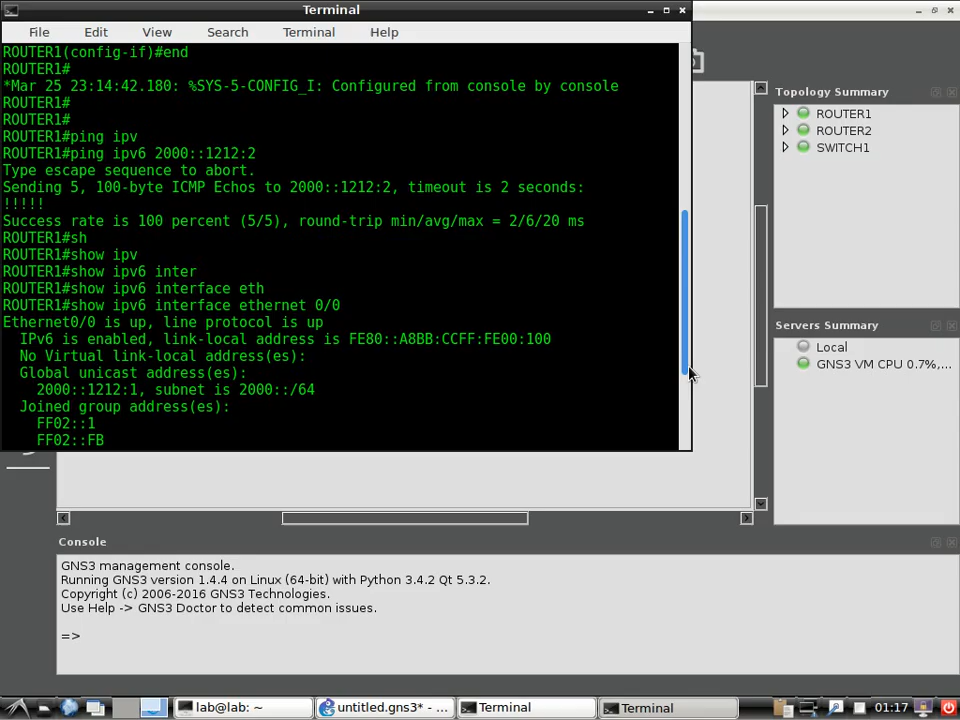 Terminal
File Edit View Search Terminal Help
ROUTER1(config-if)#end
ROUTER1#
*Mar 25 23:14:42.180: %SYS-5-CONFIG_I: Configured from console by console
ROUTER1#
ROUTER1#
ROUTER1#ping ipv
ROUTER1#ping ipv6 2000::1212:2
Type escape sequence to abort.
Sending 5, 100-byte ICMP Echos to 2000::1212:2, timeout is 2 seconds:
!!!!!
Success rate is 100 percent (5/5), round-trip min/avg/max = 2/6/20 ms
ROUTER1#sh
ROUTER1#show ipv
ROUTER1#show ipv6 inter
ROUTER1#show ipv6 interface eth
ROUTER1#show ipv6 interface ethernet 0/0
Ethernet0/0 is up, line protocol is up
IPv6 is enabled, link-local address is FE80::A8BB:CCFF:FE00:100
No Virtual link-local address(es):
Global unicast address(es):
2000::1212:1, subnet is 2000::/64
Joined group address(es):
FF02::1
FF02::FB
Topology Summary
ROUTER1
ROUTER2
SWITCH1
Servers Summary
Local
GNS3 VM CPU 0.7%,...
Console
GNS3 management console.
Running GNS3 version 1.4.4 on Linux (64-bit) with Python 3.4.2 Qt 5.3.2.
Copyright (c) 2006-2016 GNS3 Technologies.
Use Help -> GNS3 Doctor to detect common issues.
=>
lab@lab: ~
untitled.gns3* - ...
Terminal
Terminal
01:17